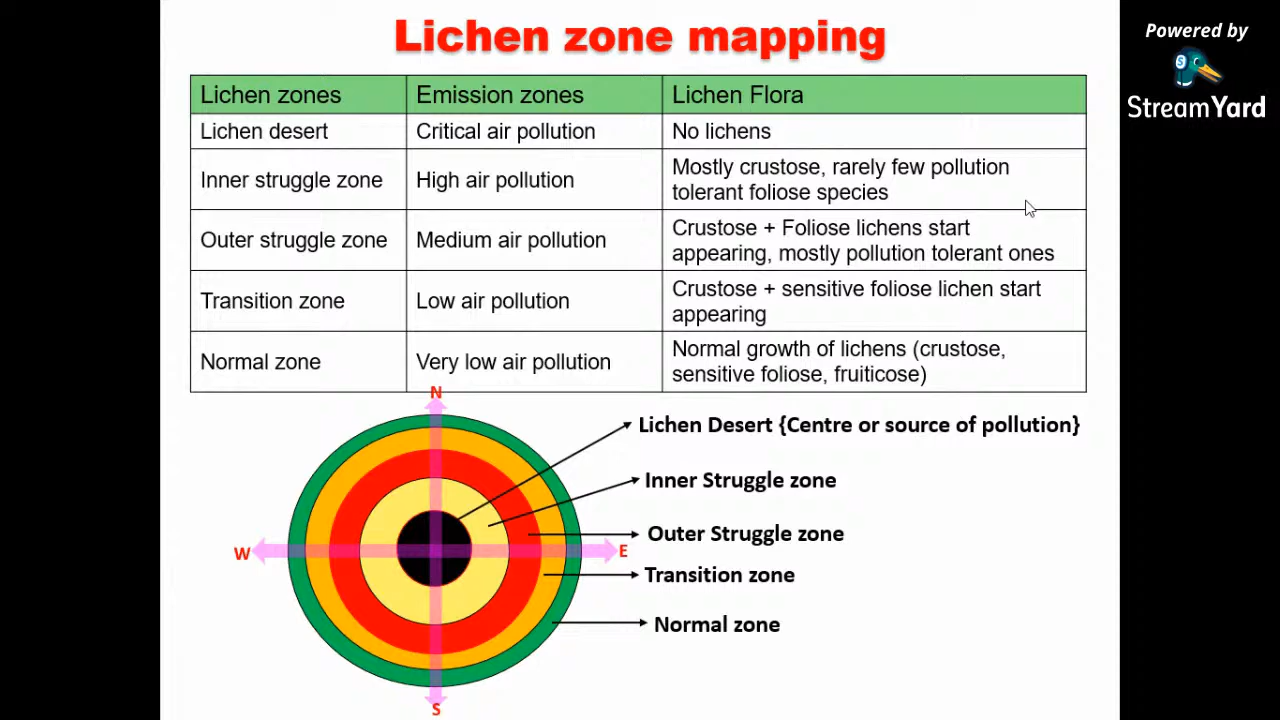 Lichen zone mapping
Powered by
StreamYard
Lichen zones Emission zones Lichen Flora
Lichen desert Critical air pollution No lichens
Inner struggle zone High air pollution Mostly crustose, rarely few pollution
tolerant foliose species
Outer struggle zone Medium air pollution Crustose + Foliose lichens start
appearing, mostly pollution tolerant ones
Transition zone Low air pollution Crustose + sensitive foliose lichen start
appearing
Normal zone Very low air pollution Normal growth of lichens (crustose,
sensitive foliose, fruiticose)
N
Lichen Desert {Centre or source of pollution}
Inner Struggle zone
Outer Struggle zone
W
E
Transition zone
Normal zone
S